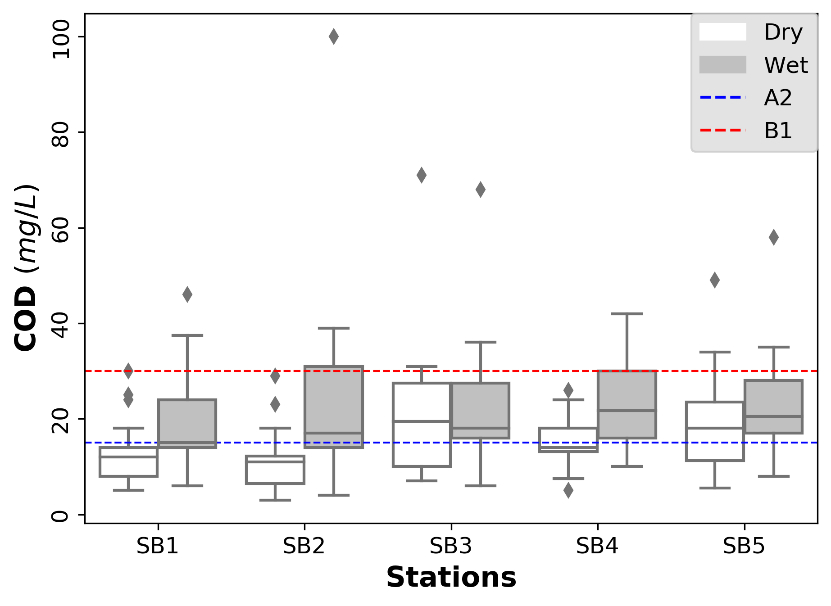 100
80
60
40
20
0
COD (mg/L)
Dry
Wet
A2
B1
SB1 SB2 SB3 SB4 SB5
Stations